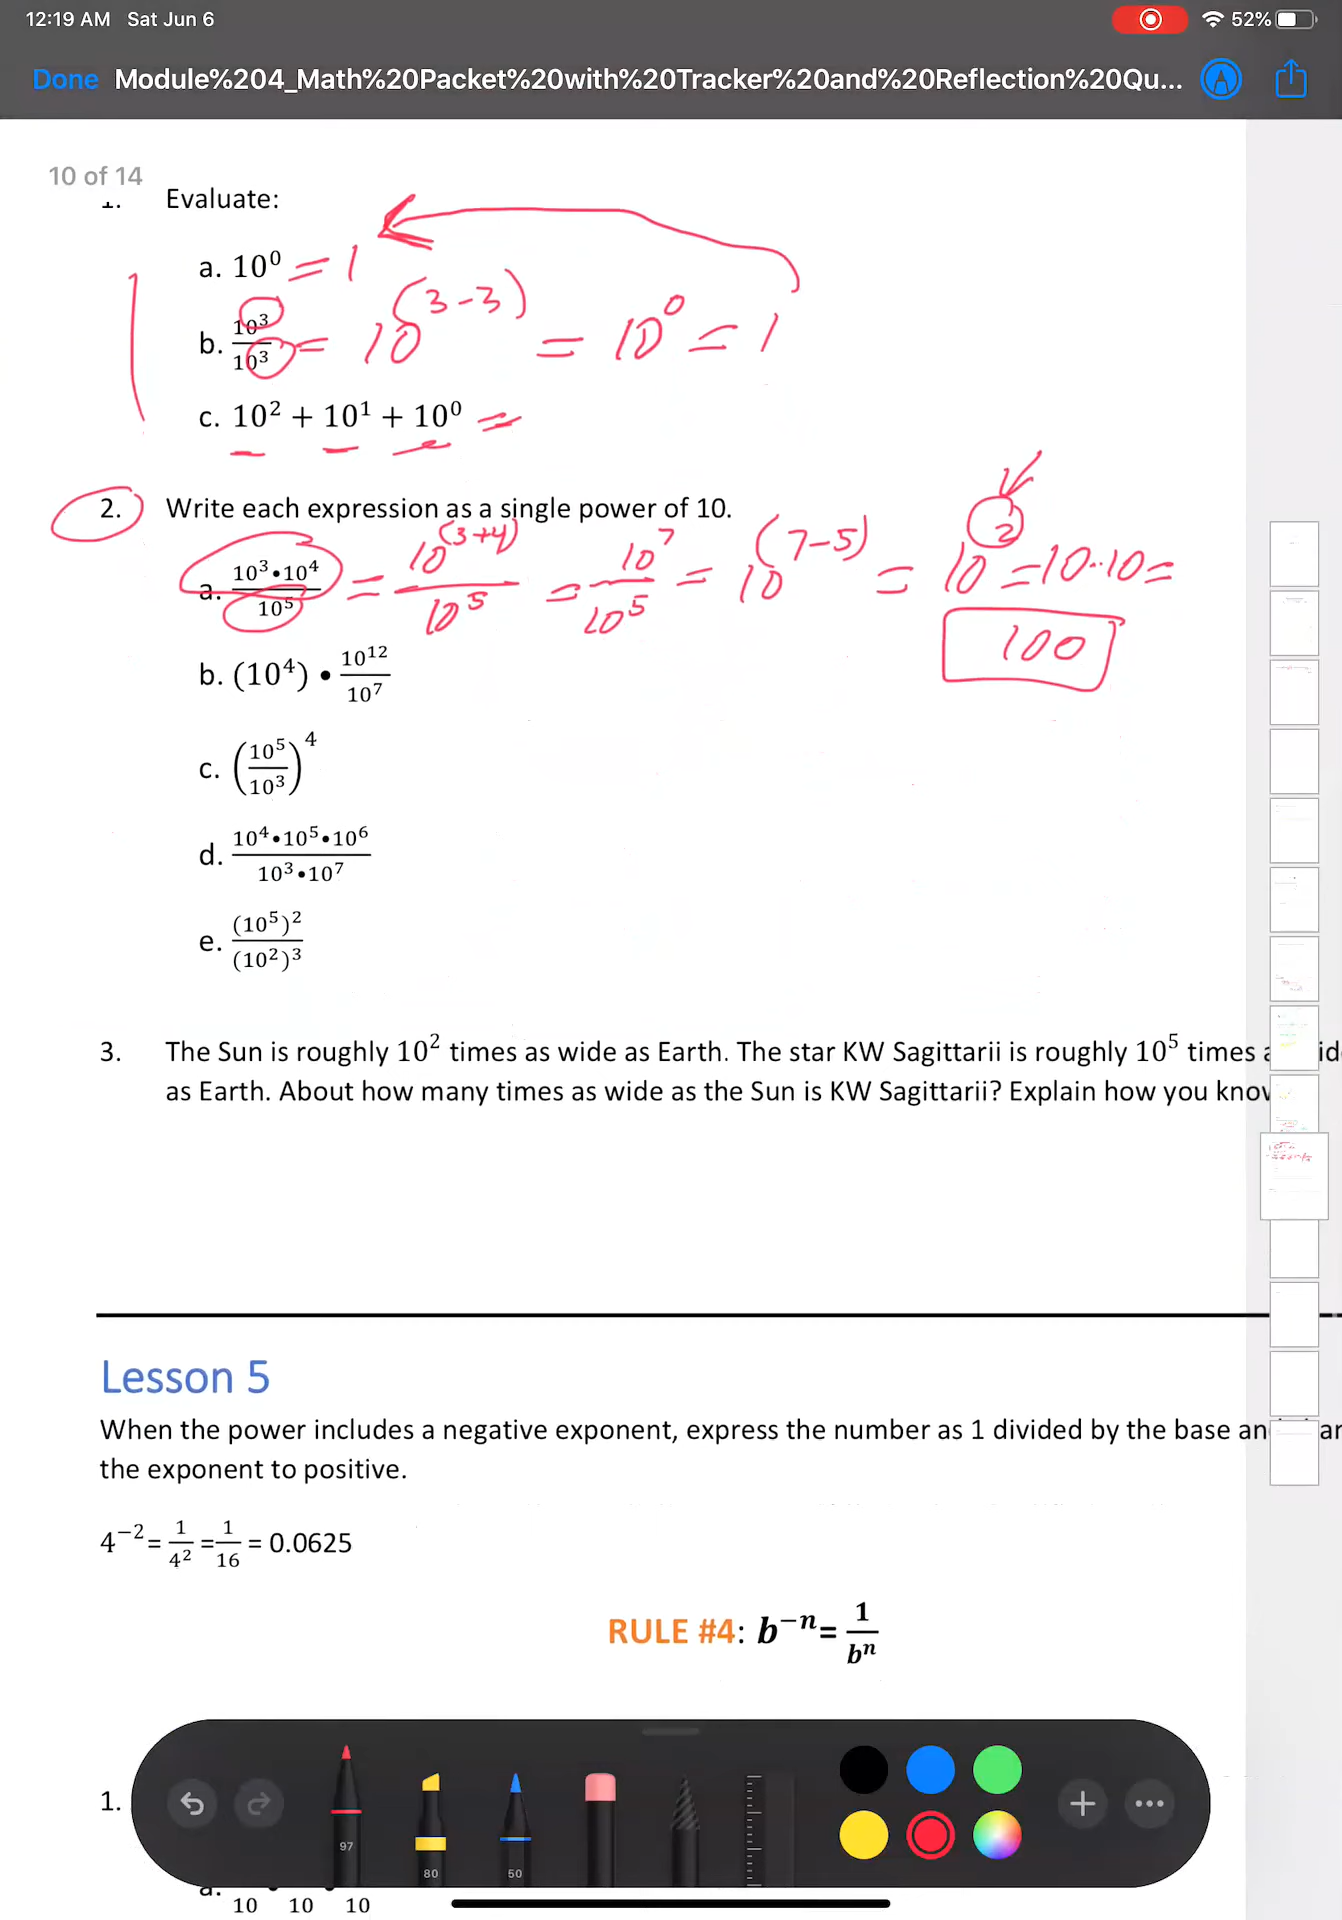 12:19 AM Sat Jun 6 52%
Done Module%204_Math%20Packet%20with%20Tracker%20and%20Reflection%20Qu...
10 of 14
1. Evaluate:
a. 10⁰ = 1
b. 10³/10³ = 10^(3-3) = 10⁰ = 1
c. 10² + 10¹ + 10⁰ =
2. Write each expression as a single power of 10.
a. 10³•10⁴/10⁵ = 10^(3+4)/10⁵ = 10⁷/10⁵ = 10^(7-5) = 10² = 10·10 =
100
b. (10⁴) • 10¹²/10⁷
c. (10⁵/10³)⁴
d. 10⁴•10⁵•10⁶/10³•10⁷
e. (10⁵)²/(10²)³
3. The Sun is roughly 10² times as wide as Earth. The star KW Sagittarii is roughly 10⁵ times
as Earth. About how many times as wide as the Sun is KW Sagittarii? Explain how you
Lesson 5
When the power includes a negative exponent, express the number as 1 divided by the base
the exponent to positive.
4⁻²= 1/4² = 1/16 = 0.0625
RULE #4: b⁻ⁿ= 1/bⁿ
1.
97 80 50
10 10 10